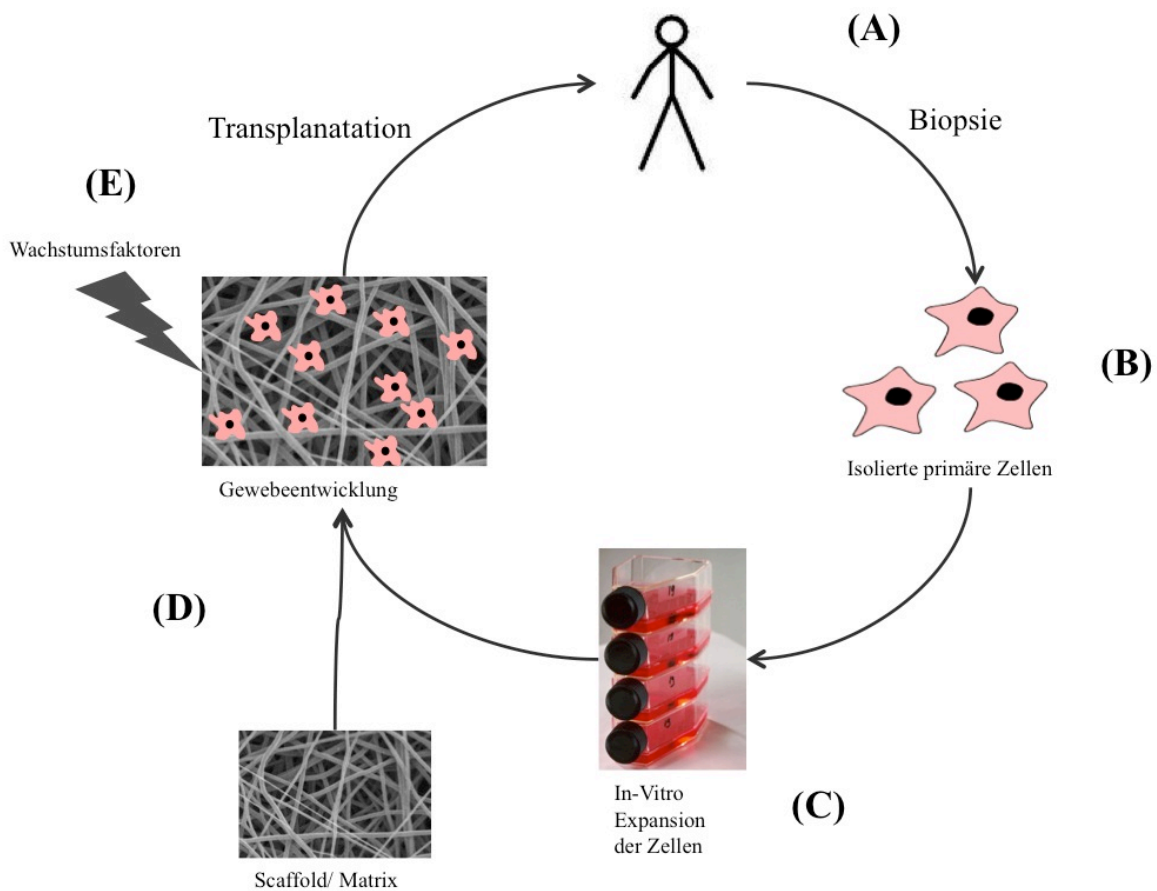 (A)
Transplanatation
Biopsie
(E)
Wachstumsfaktoren
(B)
Isolierte primäre Zellen
Gewebeentwicklung
(D)
In-Vitro
Expansion
der Zellen
(C)
Scaffold/ Matrix